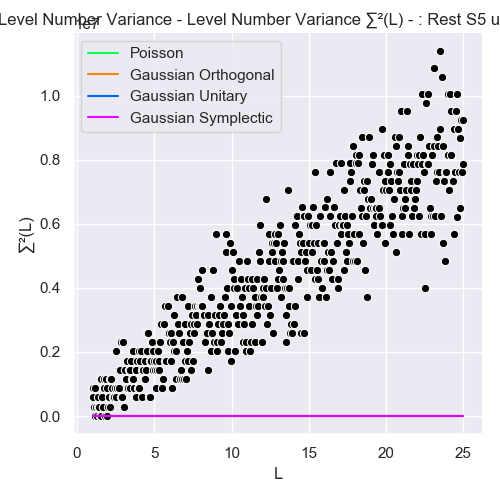 Level Number Variance - Level Number Variance ∑²(L) - : Rest S5 u
1e7
Poisson
Gaussian Orthogonal
Gaussian Unitary
Gaussian Symplectic
1.0
0.8
0.6
0.4
0.2
0.0
∑²(L)
0 5 10 15 20 25
L